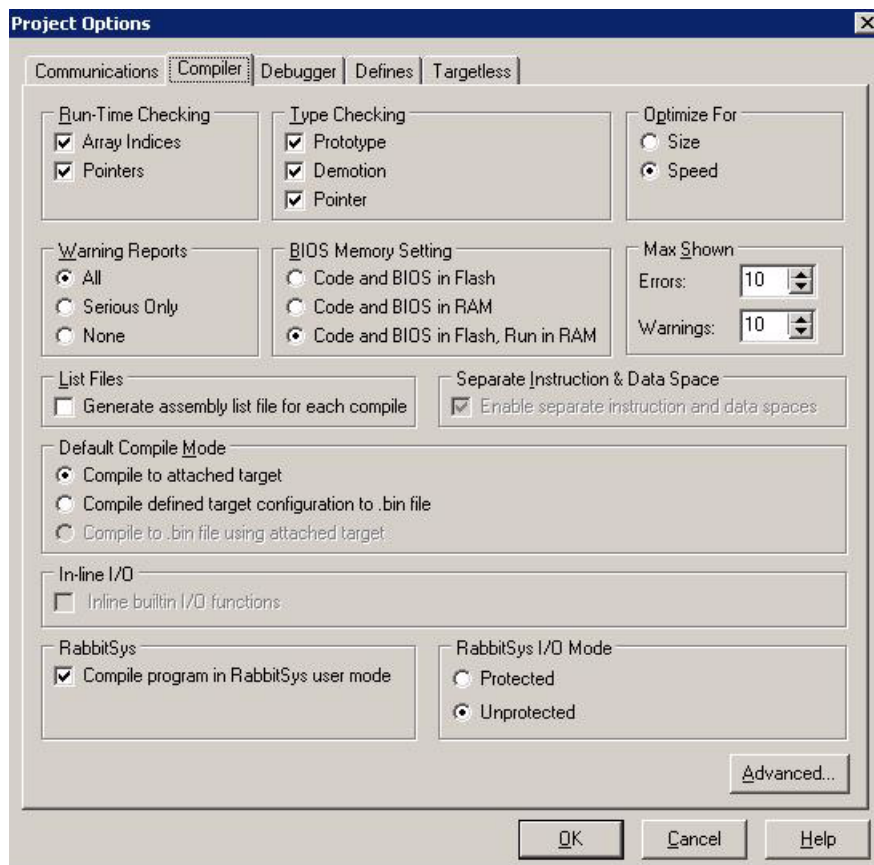 Project Options
Communications Compiler Debugger Defines Targetless
Run-Time Checking
Array Indices
Pointers
Type Checking
Prototype
Demotion
Pointer
Optimize For
Size
Speed
Warning Reports
All
Serious Only
None
BIOS Memory Setting
Code and BIOS in Flash
Code and BIOS in RAM
Code and BIOS in Flash, Run in RAM
Max Shown
Errors: 10
Warnings: 10
List Files
Generate assembly list file for each compile
Separate Instruction & Data Space
Enable separate instruction and data spaces
Default Compile Mode
Compile to attached target
Compile defined target configuration to .bin file
Compile to .bin file using attached target
In-line I/O
Inline builtin I/O functions
RabbitSys
Compile program in RabbitSys user mode
RabbitSys I/O Mode
Protected
Unprotected
Advanced...
OK Cancel Help